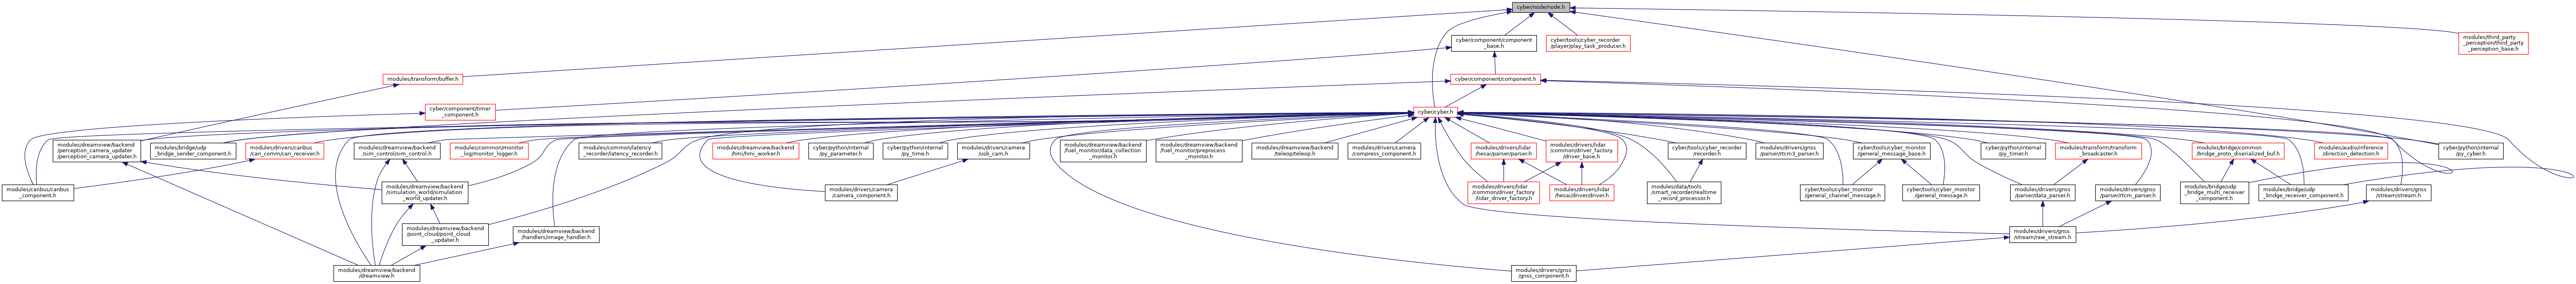 cyber/node/node.h
cyber/component/component
_base.h
cyber/tools/cyber_recorder
/player/play_task_producer.h
modules/third_party
_perception/third_party
_perception_base.h
modules/transform/buffer.h
cyber/component/component.h
cyber/component/timer
_component.h
cyber/cyber.h
modules/dreamview/backend
/perception_camera_updater
/perception_camera_updater.h
modules/bridge/udp
_bridge_sender_component.h
modules/drivers/canbus
/can_comm/can_receiver.h
modules/dreamview/backend
/sim_control/sim_control.h
modules/common/monitor
_log/monitor_logger.h
modules/common/latency
_recorder/latency_recorder.h
modules/dreamview/backend
/hmi/hmi_worker.h
cyber/python/internal
/py_parameter.h
cyber/python/internal
/py_time.h
modules/drivers/camera
/usb_cam.h
modules/dreamview/backend
/fuel_monitor/data_collection
_monitor.h
modules/dreamview/backend
/fuel_monitor/preprocess
_monitor.h
modules/dreamview/backend
/teleop/teleop.h
modules/drivers/camera
/compress_component.h
modules/drivers/lidar
/hesai/parser/parser.h
modules/drivers/lidar
/common/driver_factory
/driver_base.h
cyber/tools/cyber_recorder
/recorder.h
modules/drivers/gnss
/parser/rtcm3_parser.h
cyber/tools/cyber_monitor
/general_message_base.h
cyber/python/internal
/py_timer.h
modules/transform/transform
_broadcaster.h
modules/bridge/common
/bridge_proto_diserialized_buf.h
modules/audio/inference
/direction_detection.h
cyber/python/internal
/py_cyber.h
modules/canbus/canbus
_component.h
modules/dreamview/backend
/simulation_world/simulation
_world_updater.h
modules/drivers/camera
/camera_component.h
modules/drivers/lidar
/common/driver_factory
/lidar_driver_factory.h
modules/drivers/lidar
/hesai/driver/driver.h
modules/data/tools
/smart_recorder/realtime
_record_processor.h
cyber/tools/cyber_monitor
/general_channel_message.h
cyber/tools/cyber_monitor
/general_message.h
modules/drivers/gnss
/parser/data_parser.h
modules/drivers/gnss
/parser/rtcm_parser.h
modules/bridge/udp
_bridge_multi_receiver
_component.h
modules/bridge/udp
_bridge_receiver_component.h
modules/drivers/gnss
/stream/stream.h
modules/dreamview/backend
/point_cloud/point_cloud
_updater.h
modules/dreamview/backend
/handlers/image_handler.h
modules/drivers/gnss
/stream/raw_stream.h
modules/dreamview/backend
/dreamview.h
modules/drivers/gnss
/gnss_component.h